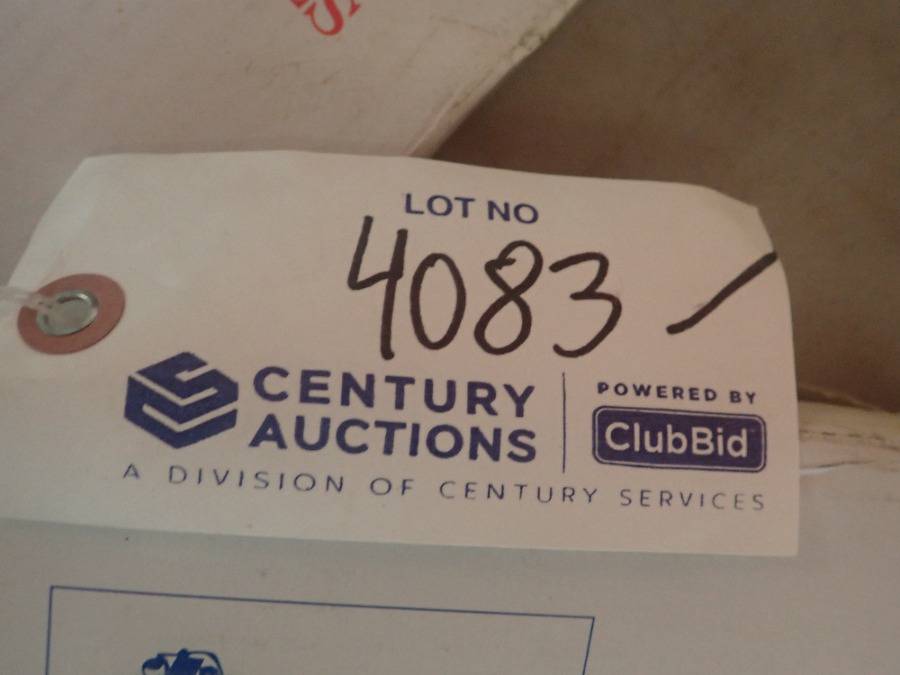 LOT NO
4083 -
CENTURY
AUCTIONS
POWERED BY
ClubBid
A DIVISION OF CENTURY SERVICES